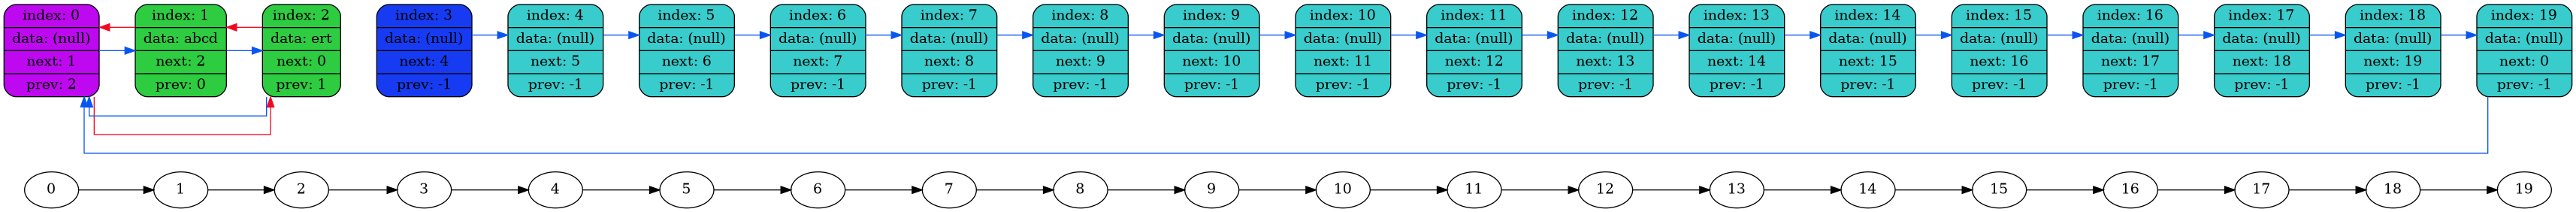 index: 0
data: (null)
next: 1
prev: 2
index: 1
data: abcd
next: 2
prev: 0
index: 2
data: ert
next: 0
prev: 1
index: 3
data: (null)
next: 4
prev: -1
index: 4
data: (null)
next: 5
prev: -1
index: 5
data: (null)
next: 6
prev: -1
index: 6
data: (null)
next: 7
prev: -1
index: 7
data: (null)
next: 8
prev: -1
index: 8
data: (null)
next: 9
prev: -1
index: 9
data: (null)
next: 10
prev: -1
index: 10
data: (null)
next: 11
prev: -1
index: 11
data: (null)
next: 12
prev: -1
index: 12
data: (null)
next: 13
prev: -1
index: 13
data: (null)
next: 14
prev: -1
index: 14
data: (null)
next: 15
prev: -1
index: 15
data: (null)
next: 16
prev: -1
index: 16
data: (null)
next: 17
prev: -1
index: 17
data: (null)
next: 18
prev: -1
index: 18
data: (null)
next: 19
prev: -1
index: 19
data: (null)
next: 0
prev: -1
0 1 2 3 4 5 6 7 8 9 10 11 12 13 14 15 16 17 18 19